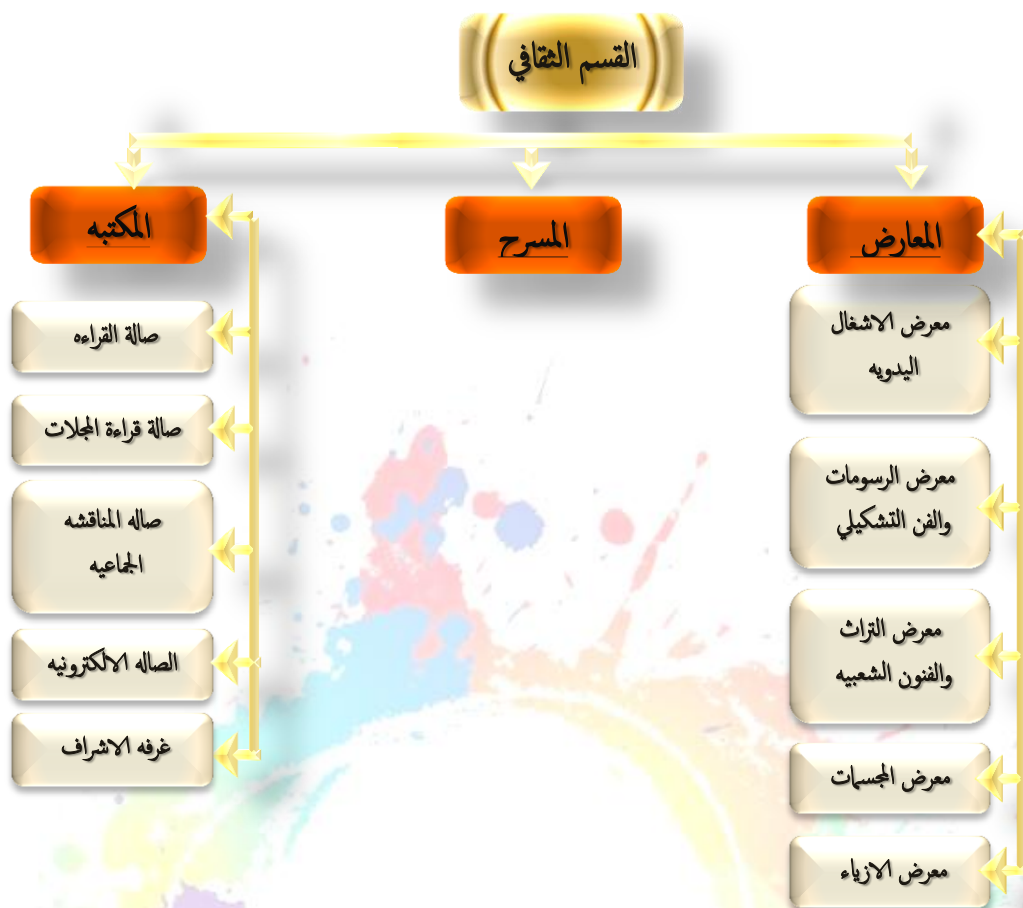 القسم الثقافي
المعارض
معرض الاشغال
اليدويه
معرض الرسومات
والفن التشكيلي
معرض التراث
والفنون الشعبيه
معرض المجسمات
معرض الازياء
المسرح
المكتبه
صالة القراءه
صالة قراءة المجلات
صاله المناقشه
الجماعيه
الصاله الالكترونيه
غرفه الاشراف